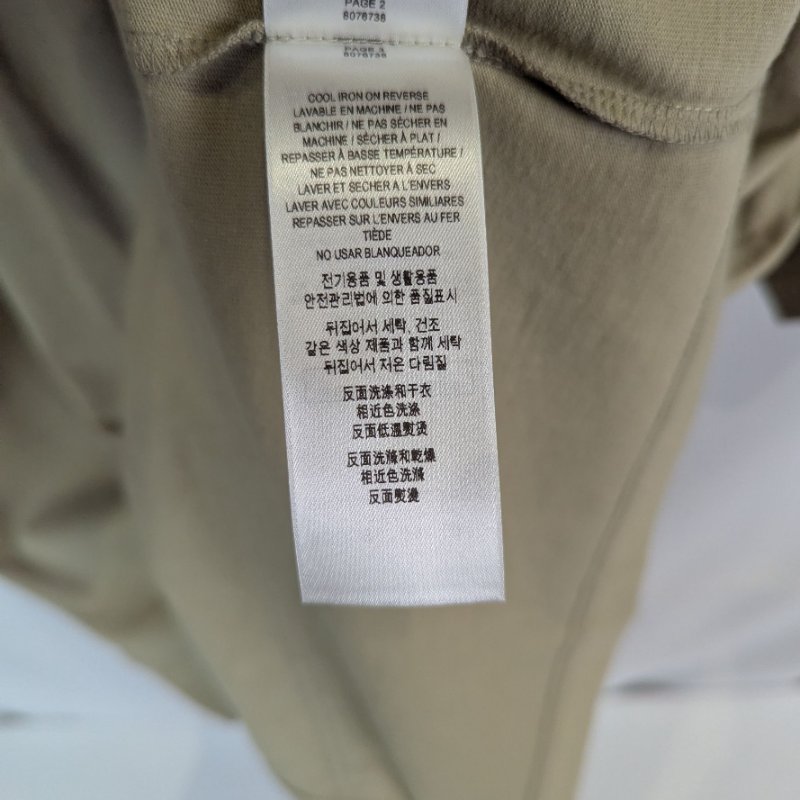 PAGE 2
8076738
PAGE 3
8076738
COOL IRON ON REVERSE
LAVABLE EN MACHINE / NE PAS
BLANCHIR / NE PAS SÉCHER EN
MACHINE / SÉCHER À PLAT /
REPASSER À BASSE TEMPÉRATURE /
NE PAS NETTOYER À SEC
LAVER ET SECHER A L'ENVERS
LAVER AVEC COULEURS SIMILIARES
REPASSER SUR L'ENVERS AU FER
TIÈDE
NO USAR BLANQUEADOR
전기용품 및 생활용품
안전관리법에 의한 품질표시
뒤집어서 세탁, 건조
같은 색상 제품과 함께 세탁
뒤집어서 저온 다림질
反面洗涤和干衣
相近色洗涤
反面低温熨烫
反面洗滌和乾燥
相近色洗滌
反面熨燙